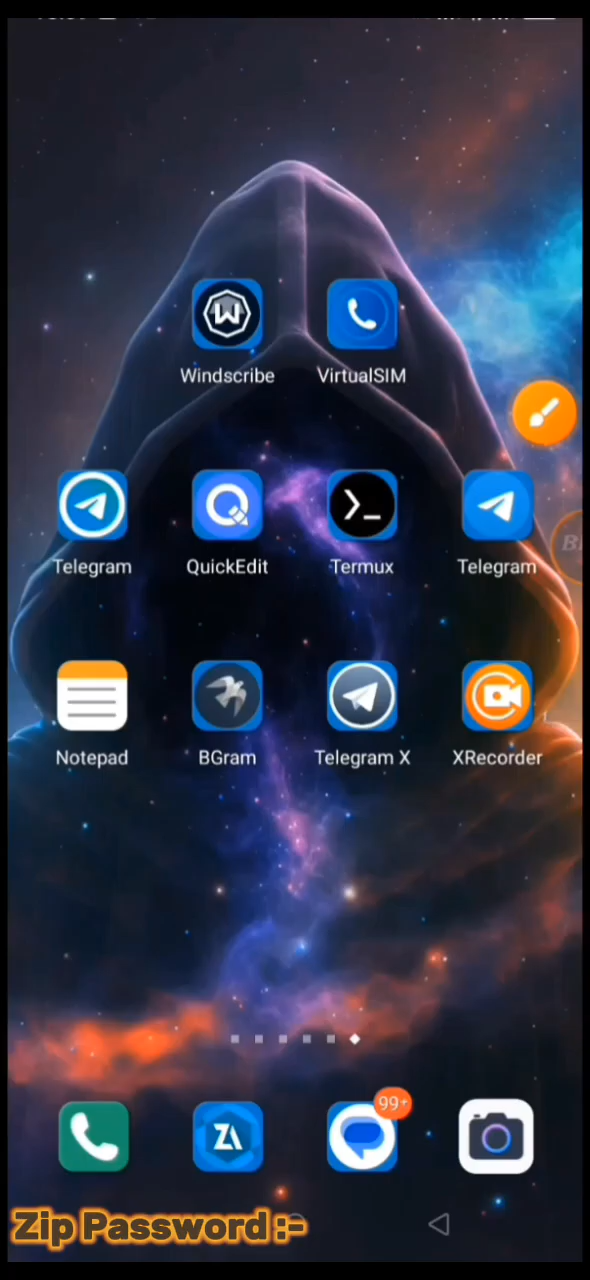 Windscribe VirtualSIM
Telegram QuickEdit Termux Telegram
Notepad BGram Telegram X XRecorder
99+
Zip Password :-